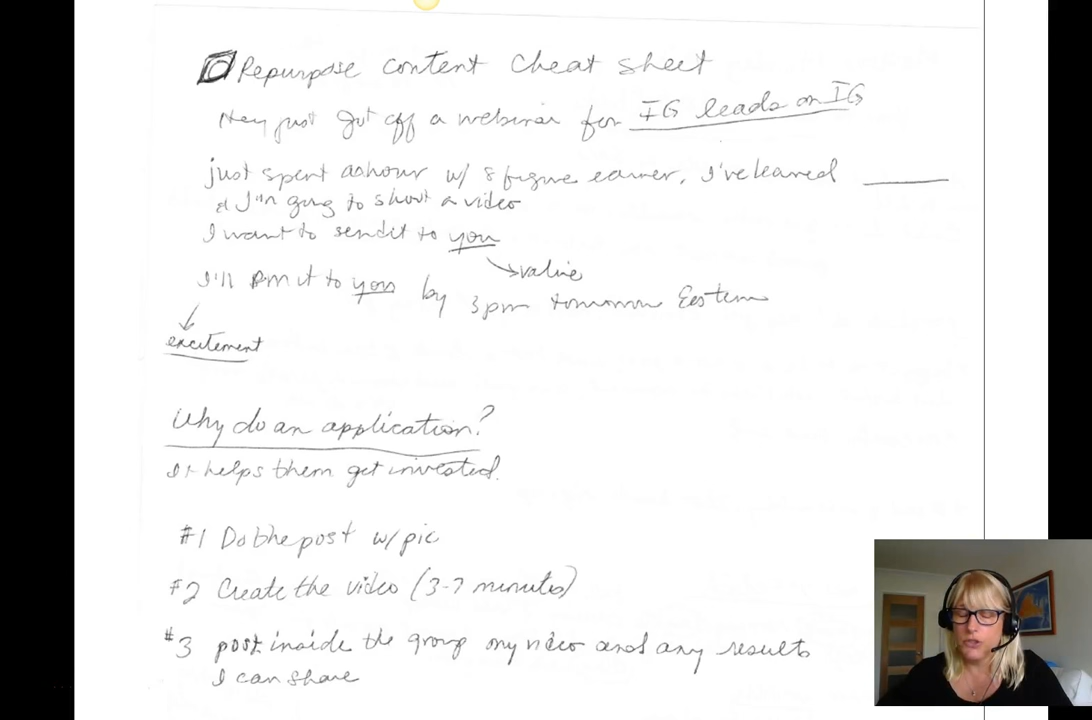 Repurpose content cheat sheet
Hey just got off a webinar for IG leads on IG
just spent an hour w/ 8 figure earner, I've learned ______
& I'm going to shoot a video
I want to send it to you
→ value
I'll pm it to you by 3pm tomorrow Eastern
excitement
Why do an application?
It helps them get invested.
#1 Do the post w/ pic
#2 Create the video (3-7 minutes)
#3 post inside the group my video and any results
I can share